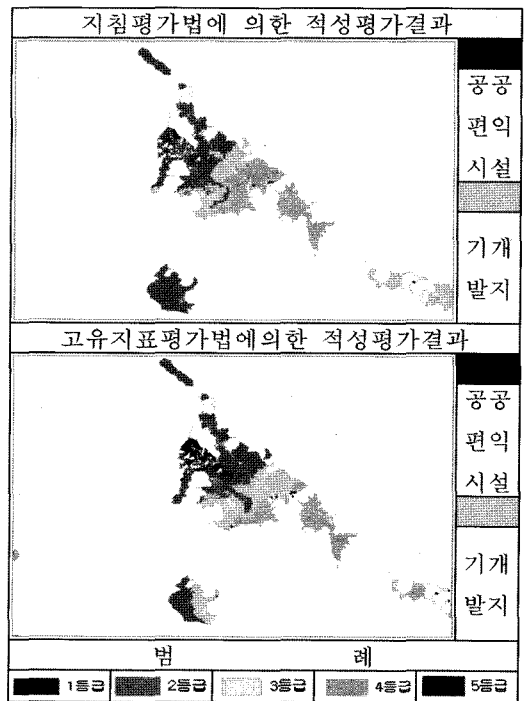 지침평가법에 의한 적성평가결과
공공
편익
시설
기개
발지
고유지표평가법에의한 적성평가결과
공공
편익
시설
기개
발지
범 례
1등급 2등급 3등급 4등급 5등급